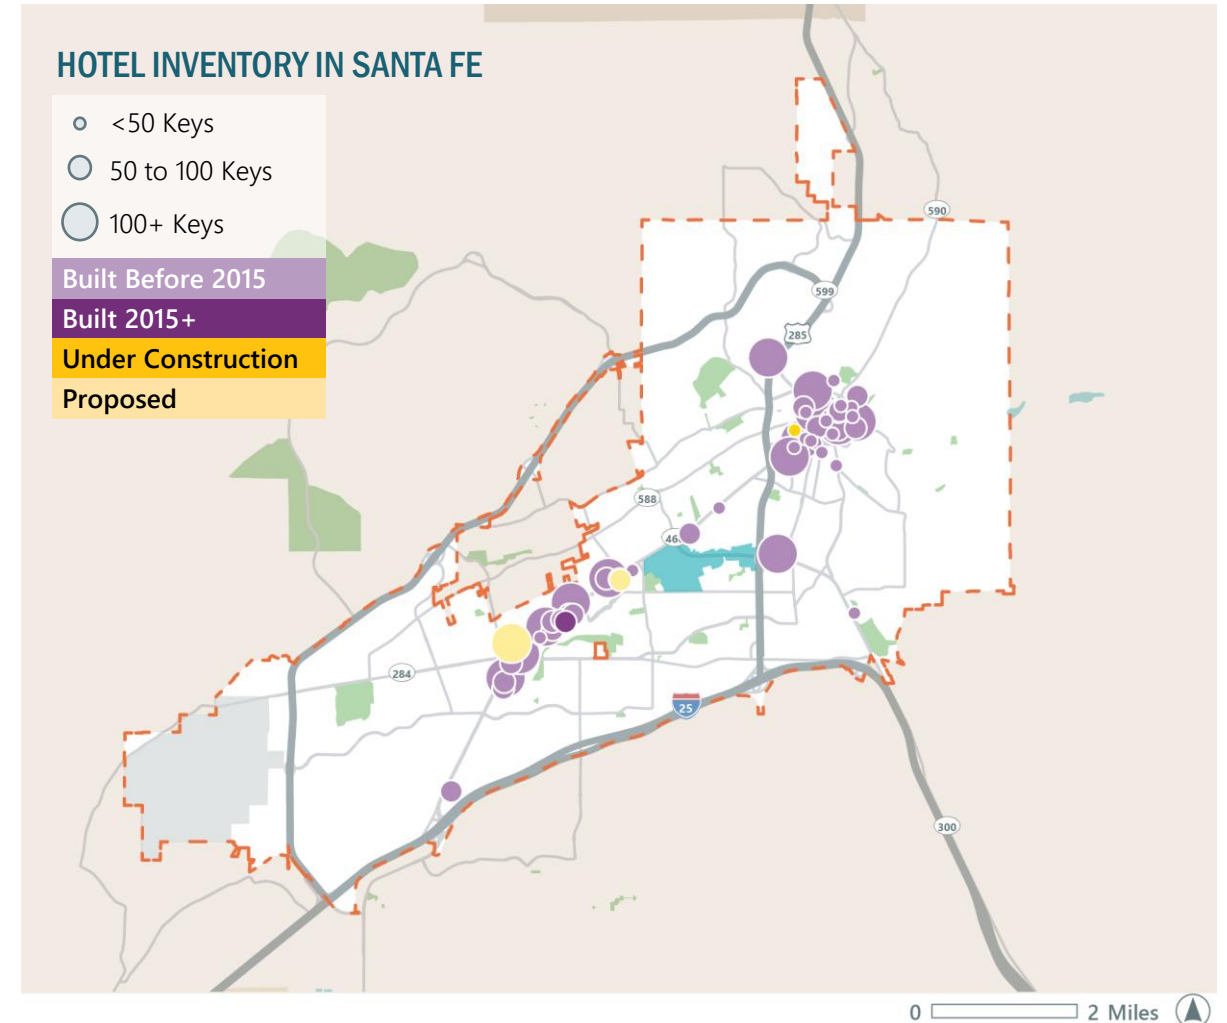 HOTEL INVENTORY IN SANTA FE
<50 Keys
50 to 100 Keys
100+ Keys
Built Before 2015
Built 2015+
Under Construction
Proposed
590
599
285
588
46
284
25
300
0 2 Miles